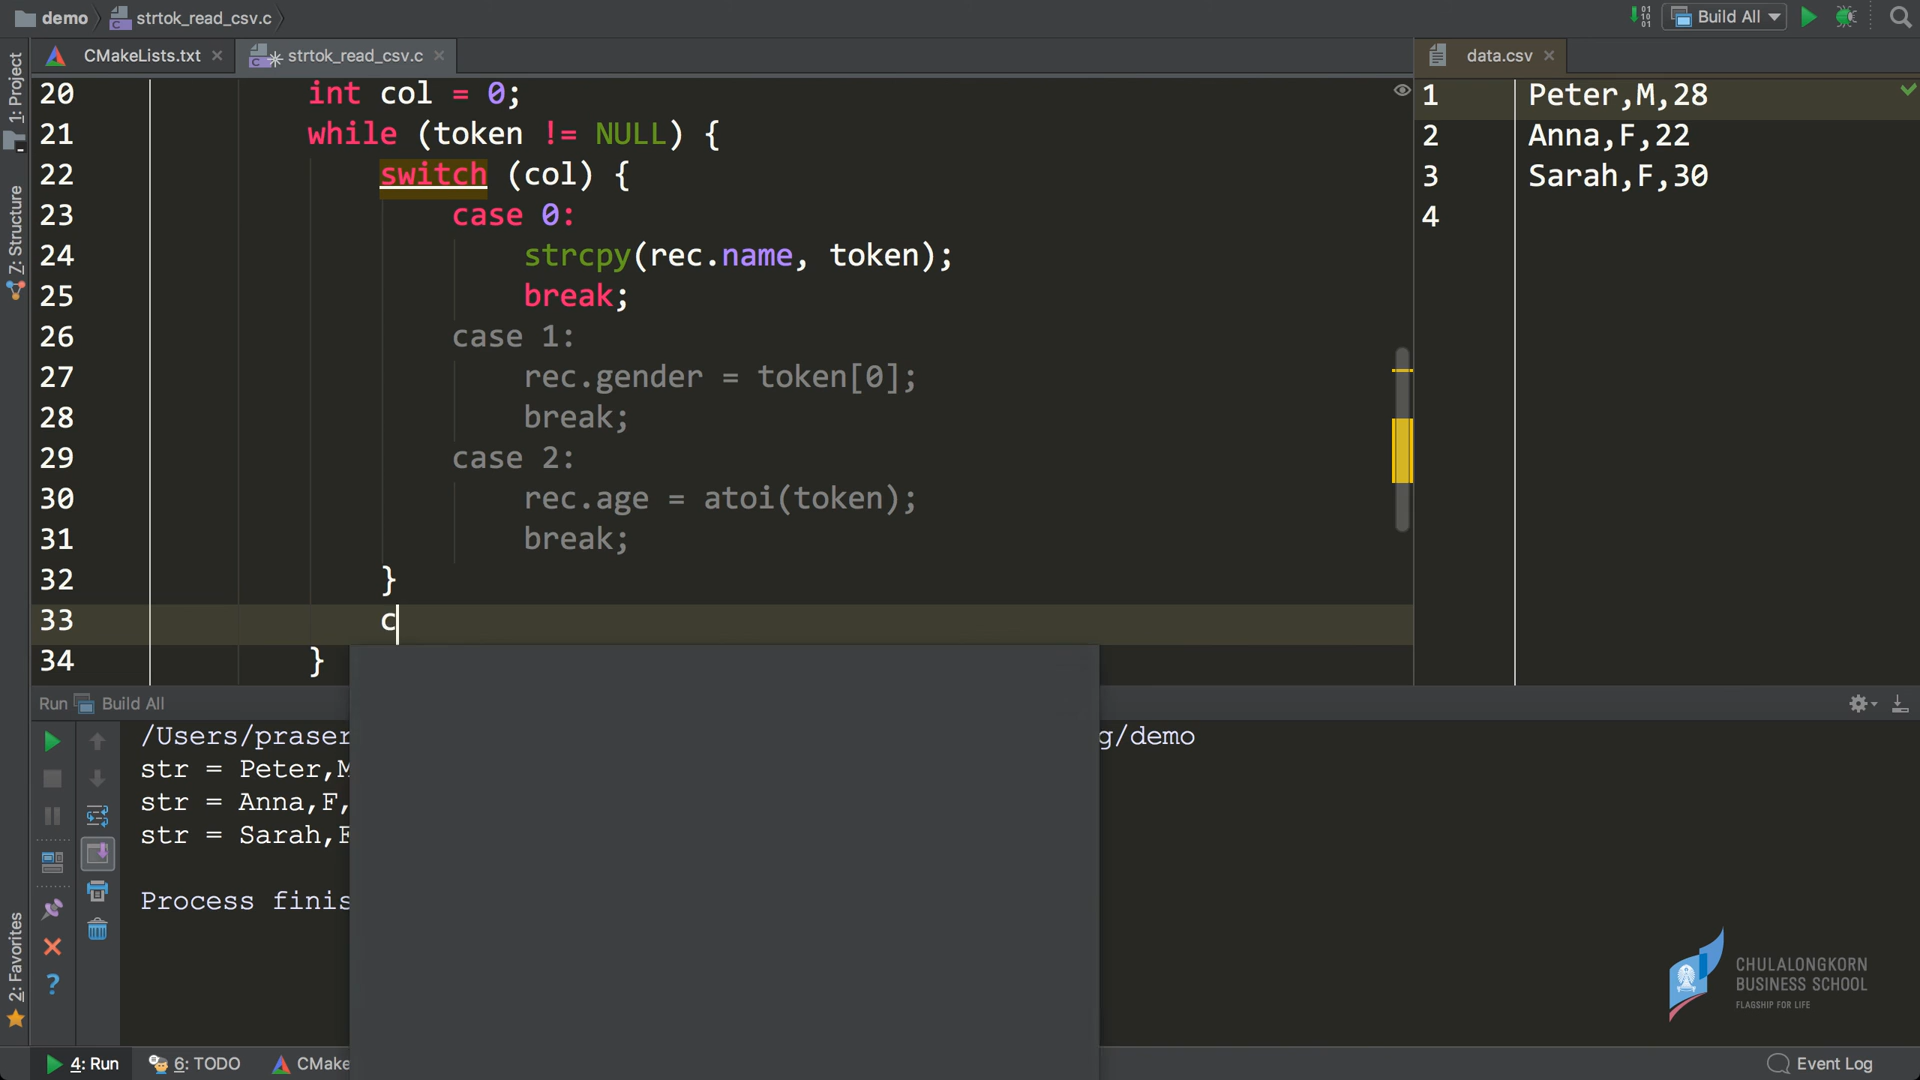 demo strtok_read_csv.c Build All
CMakeLists.txt strtok_read_csv.c data.csv
1: Project
Z: Structure
2: Favorites
20 int col = 0;
21 while (token != NULL) {
22 switch (col) {
23 case 0:
24 strcpy(rec.name, token);
25 break;
26 case 1:
27 rec.gender = token[0];
28 break;
29 case 2:
30 rec.age = atoi(token);
31 break;
32 }
33 c
34 }
1 Peter,M,28
2 Anna,F,22
3 Sarah,F,30
4
Run Build All
/Users/praser g/demo
str = Peter,M
str = Anna,F,
str = Sarah,F
Process finis
CHULALONGKORN
BUSINESS SCHOOL
FLAGSHIP FOR LIFE
4: Run 6: TODO CMake Event Log